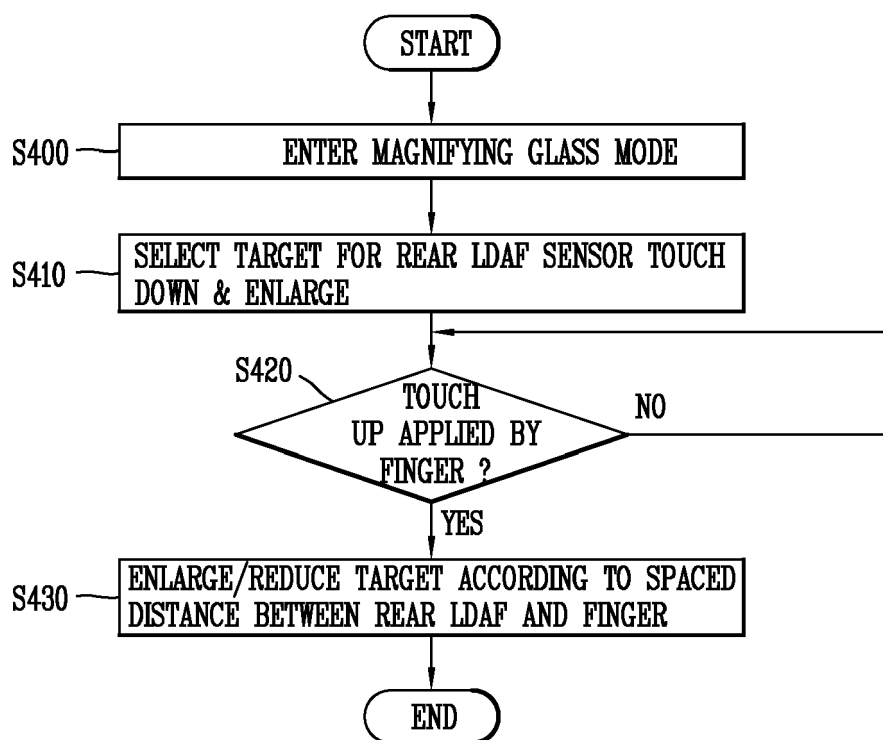 START
S400
ENTER MAGNIFYING GLASS MODE
S410
SELECT TARGET FOR REAR LDAF SENSOR TOUCH
DOWN & ENLARGE
S420
TOUCH
UP APPLIED BY
FINGER ?
NO
YES
S430
ENLARGE/REDUCE TARGET ACCORDING TO SPACED
DISTANCE BETWEEN REAR LDAF AND FINGER
END